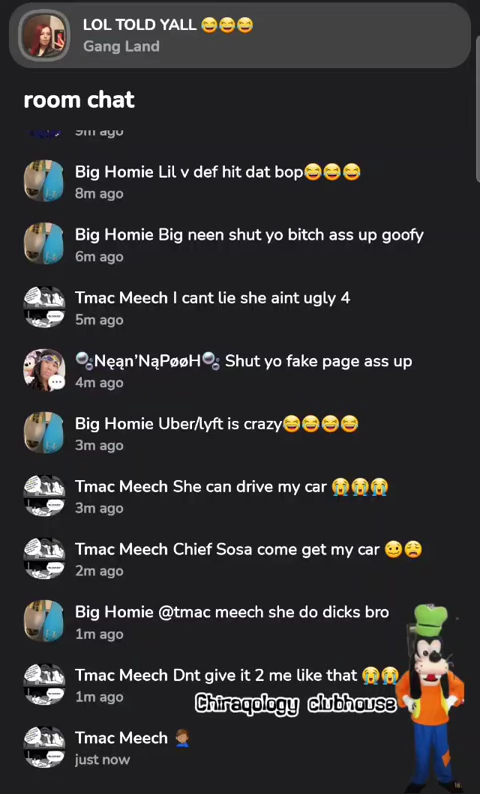 LOL TOLD YALL 😂😂😂
Gang Land
room chat
9m ago
Big Homie Lil v def hit dat bop😂😂😂
8m ago
Big Homie Big neen shut yo bitch ass up goofy
6m ago
Tmac Meech I cant lie she aint ugly 4
5m ago
🫧Nęąn’NąPøøH🫧 Shut yo fake page ass up
4m ago
Big Homie Uber/lyft is crazy😂😂😂😂
3m ago
Tmac Meech She can drive my car 😭😭😭
3m ago
Tmac Meech Chief Sosa come get my car 🥴😩
2m ago
Big Homie @tmac meech she do dicks bro
1m ago
Tmac Meech Dnt give it 2 me like that 😭😭
1m ago
Chiraqology clubhouse
Tmac Meech 🤦🏽‍♂️
just now